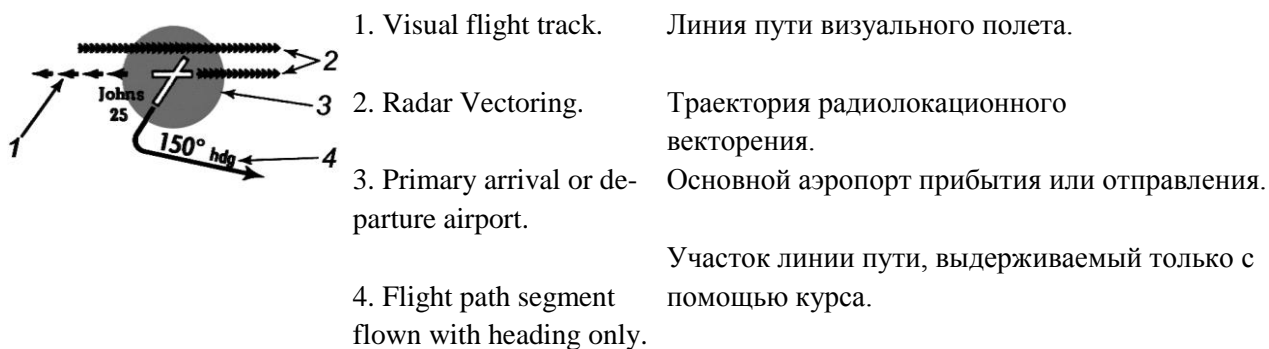 1. Visual flight track.
Линия пути визуального полета.
2. Radar Vectoring.
Траектория радиолокационного
векторения.
3. Primary arrival or de-
parture airport.
Основной аэропорт прибытия или отправления.
4. Flight path segment
flown with heading only.
Участок линии пути, выдерживаемый только с
помощью курса.
2
Johns
25
3
1
150° hdg
4